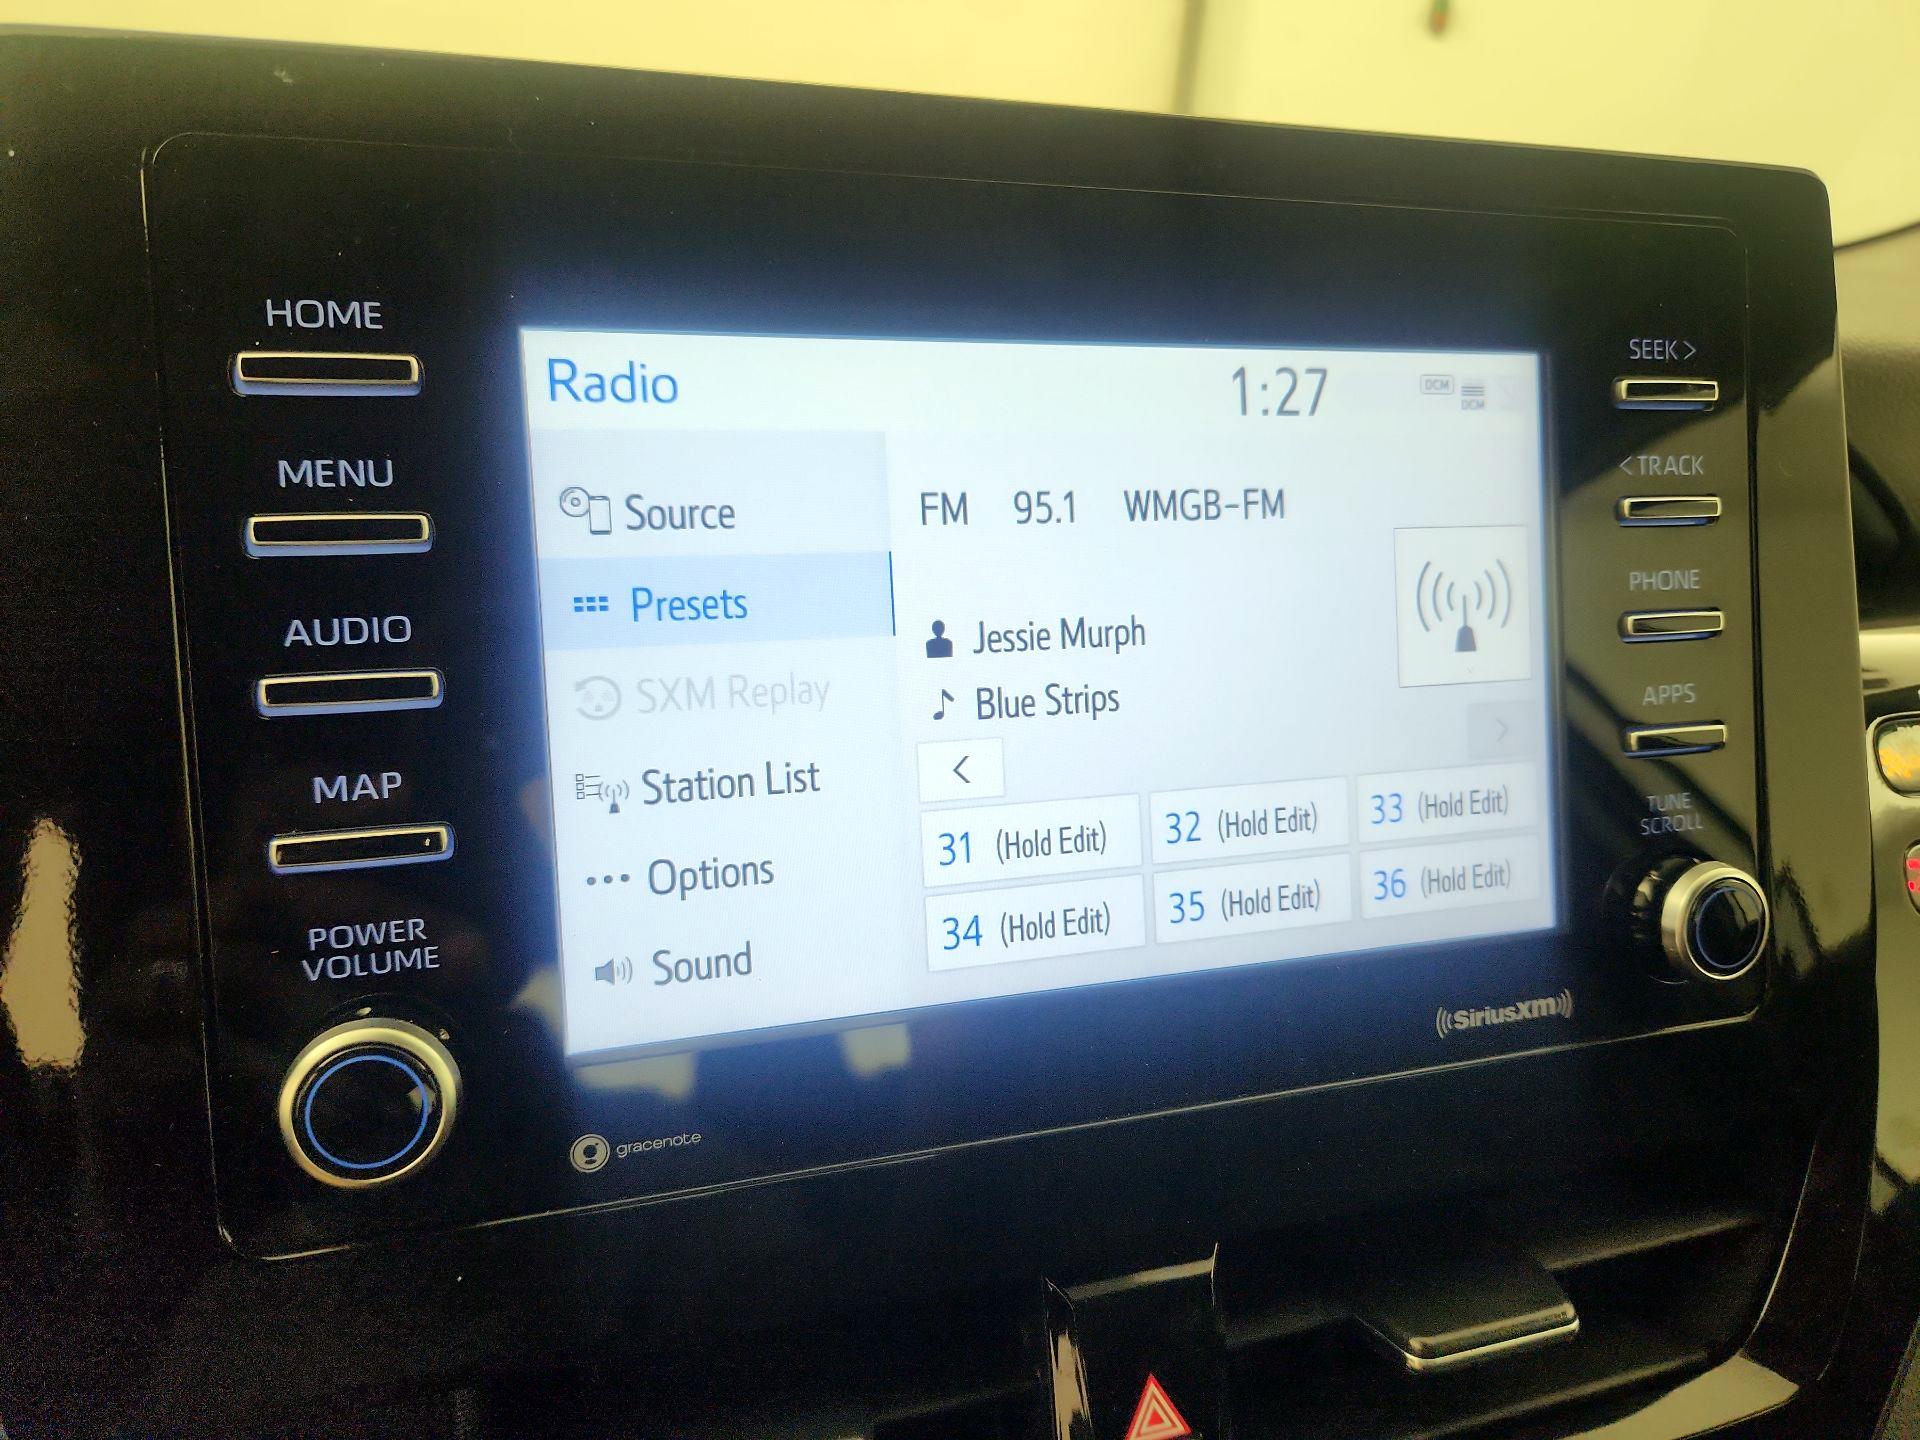 HOME
MENU
AUDIO
MAP
POWER
VOLUME
Radio
1:27
DCM
DCM
Source
Presets
SXM Replay
Station List
Options
Sound
FM 95.1 WMGB-FM
Jessie Murph
Blue Strips
<
>
31 (Hold Edit)
32 (Hold Edit)
33 (Hold Edit)
34 (Hold Edit)
35 (Hold Edit)
36 (Hold Edit)
SEEK >
< TRACK
PHONE
APPS
TUNE
SCROLL
SiriusXM
gracenote